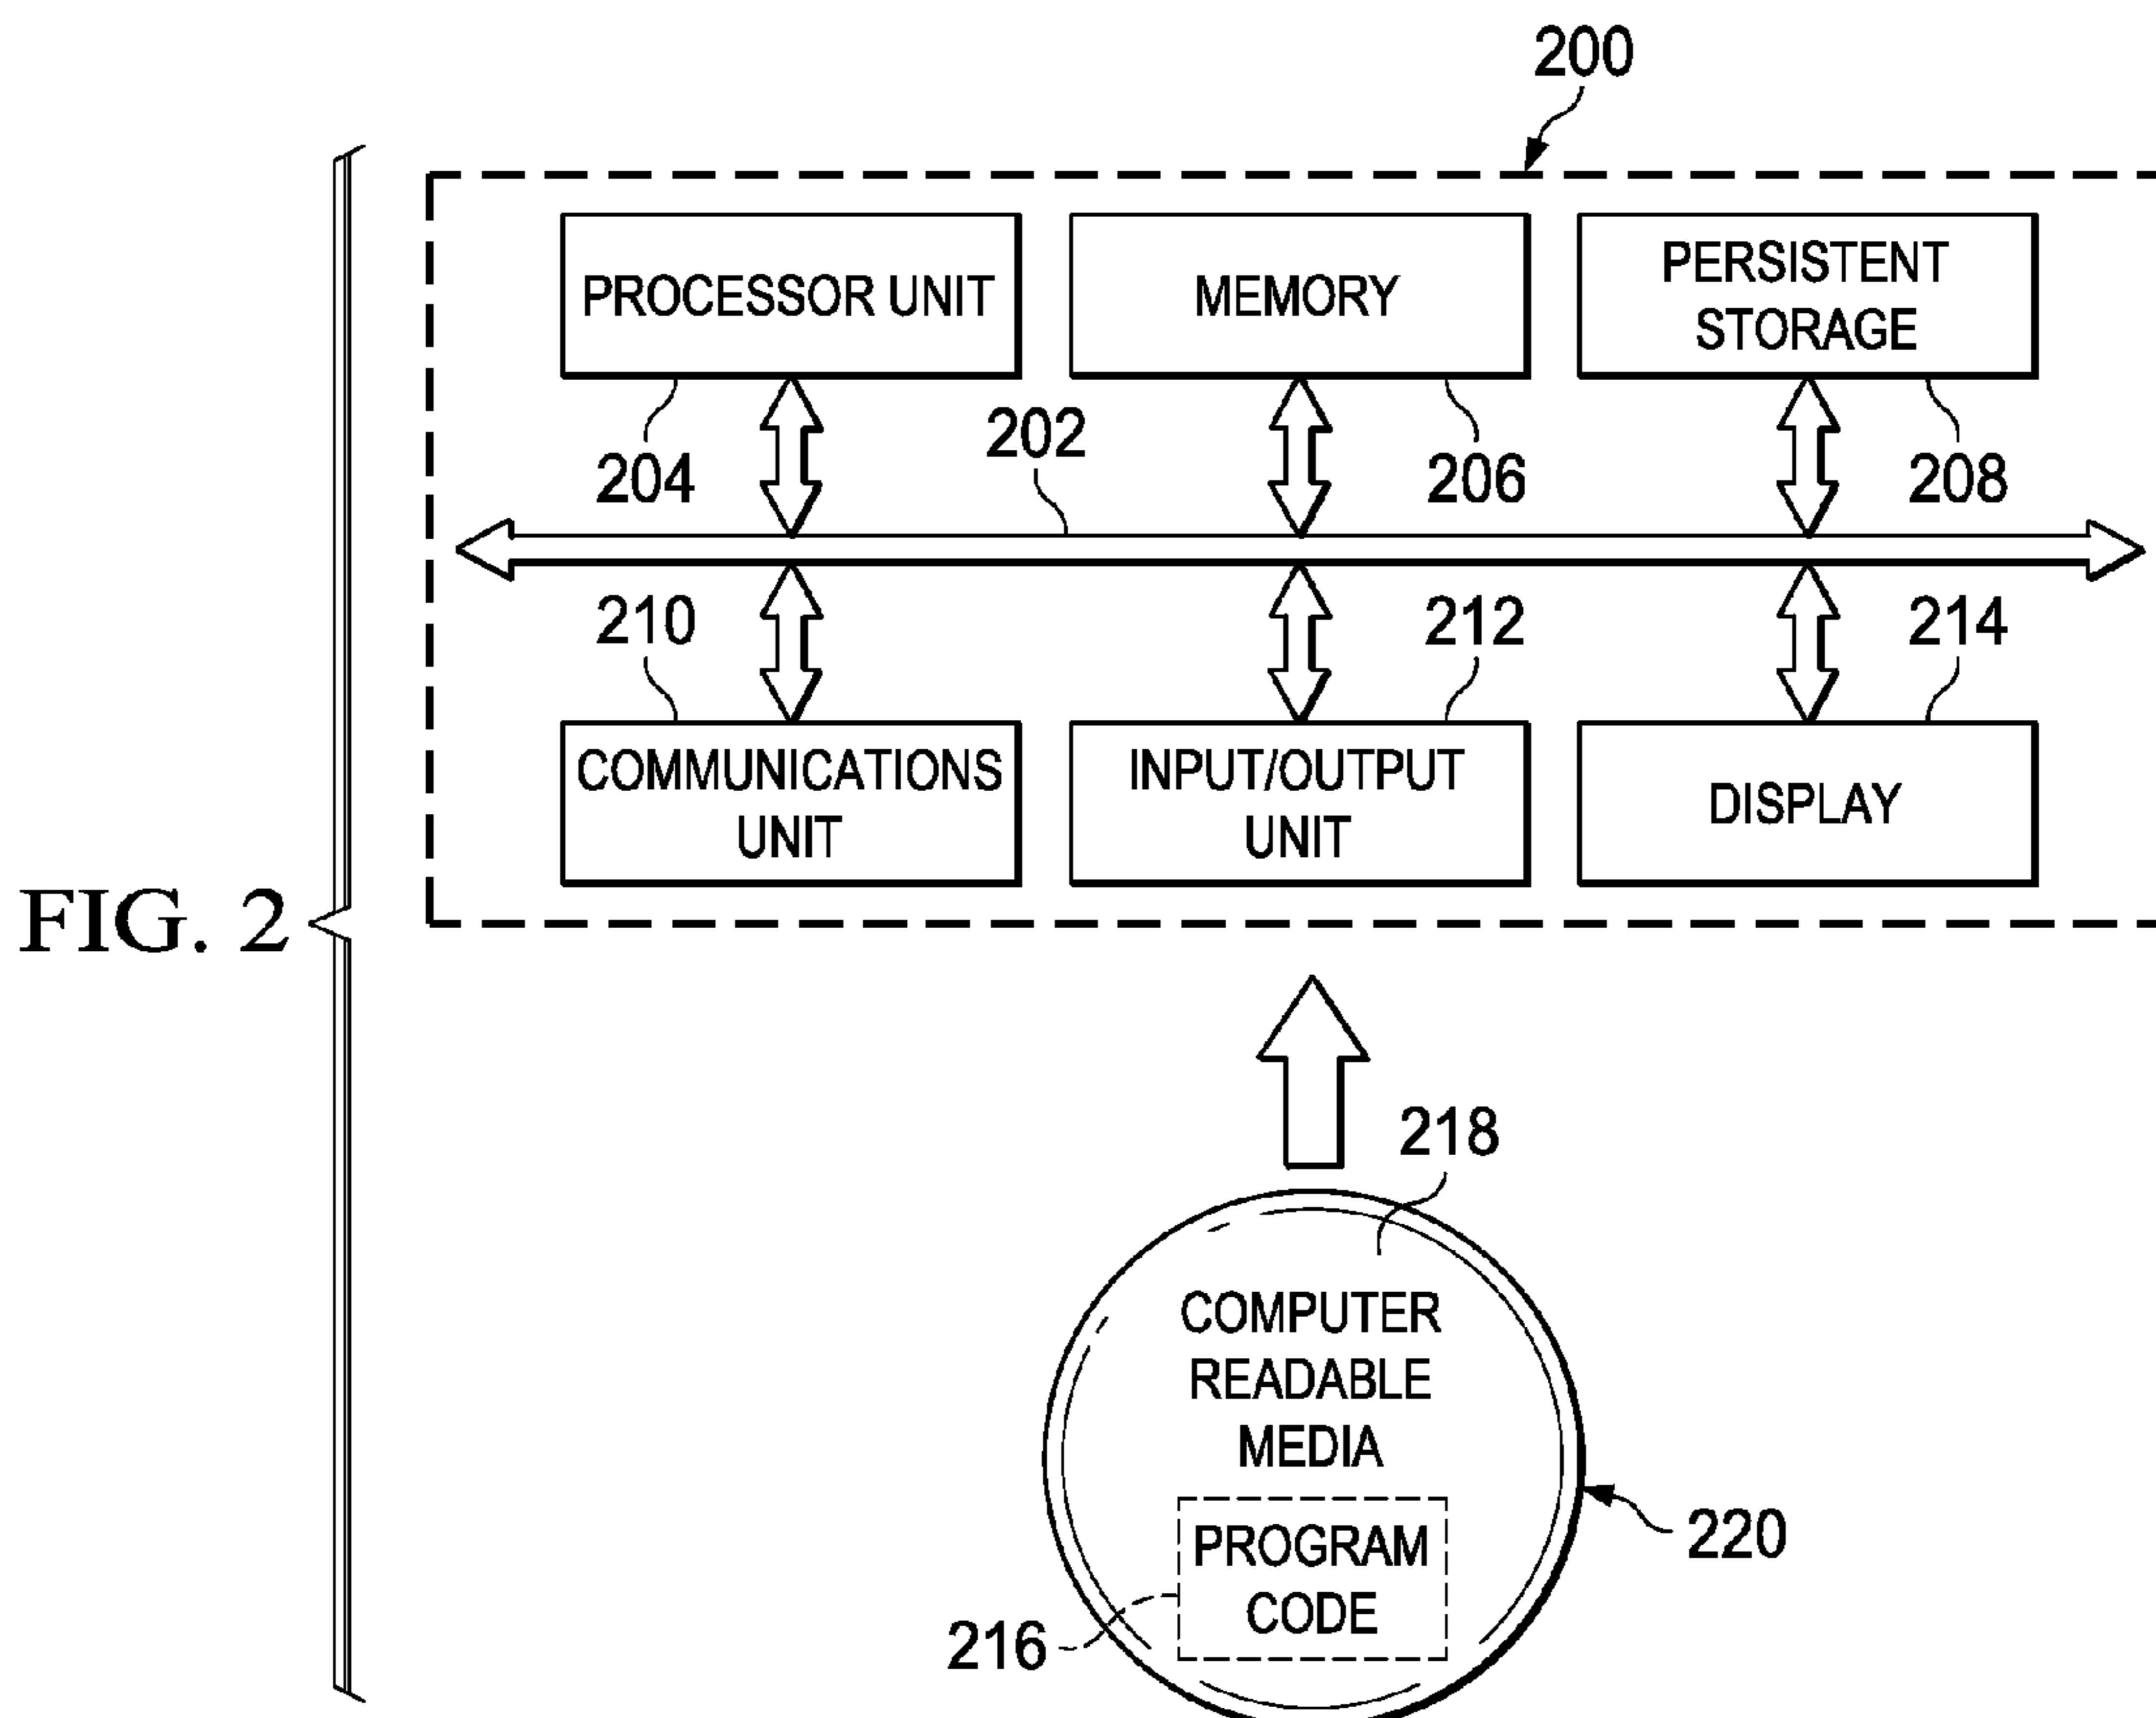 200
PROCESSOR UNIT
MEMORY
PERSISTENT
STORAGE
204
202
206
208
210
212
214
COMMUNICATIONS
UNIT
INPUT/OUTPUT
UNIT
DISPLAY
FIG. 2
218
COMPUTER
READABLE
MEDIA
PROGRAM
CODE
220
216